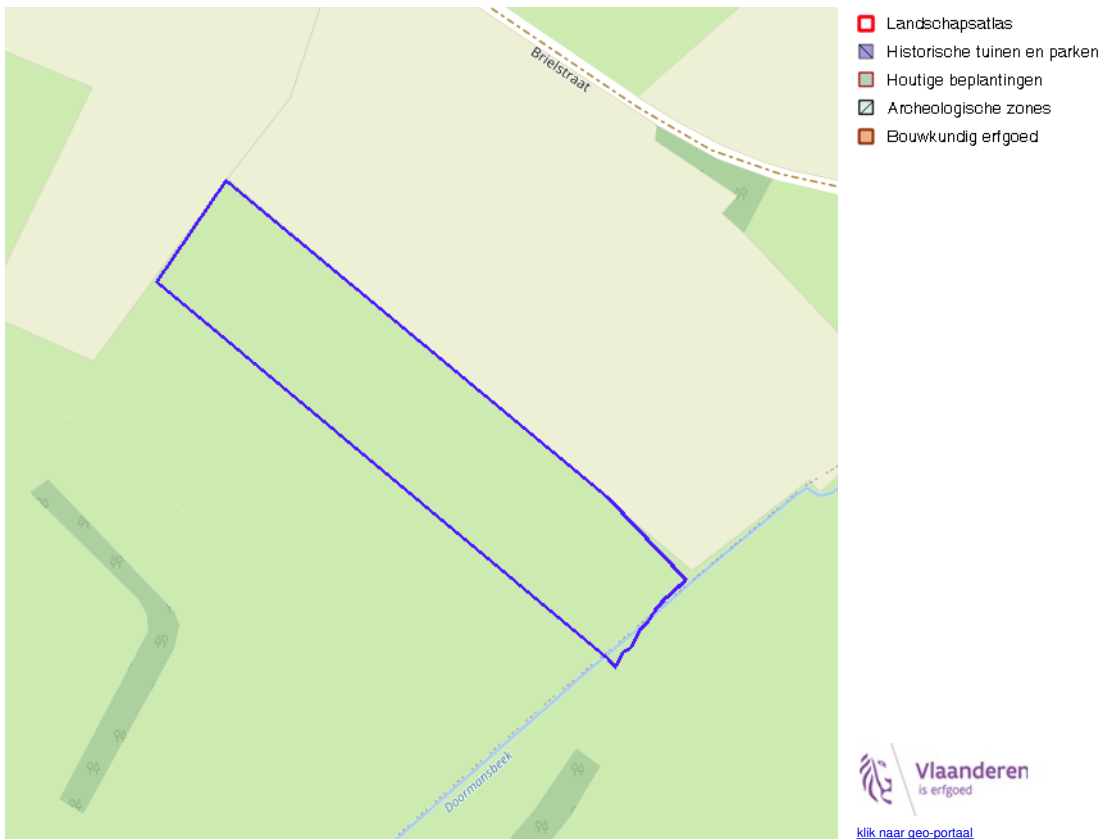 Brielstraat
Doormansbeek
Landschapsatlas
Historische tuinen en parken
Houtige beplantingen
Archeologische zones
Bouwkundig erfgoed
Vlaanderen
is erfgoed
klik naar geo-portaal